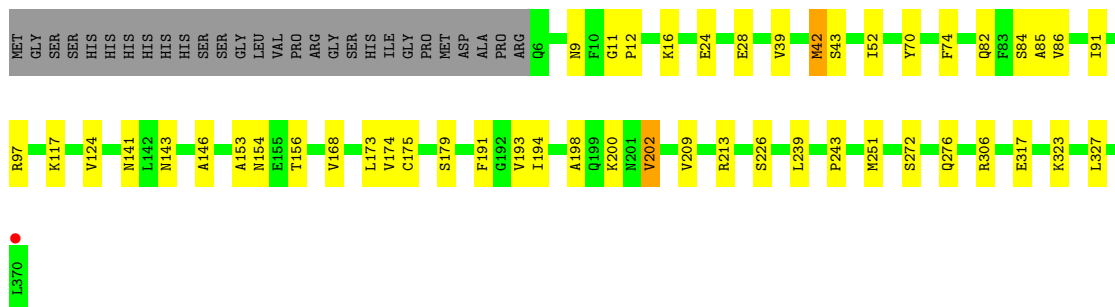 MET GLY SER SER HIS HIS HIS HIS HIS HIS SER SER GLY LEU VAL PRO ARG GLY SER HIS ILE GLY PRO MET ASP ALA PRO ARG Q6 N9 F10 G11 P12 K16 E24 E28 V39 M42 S43 I52 Y70 F74 Q82 F83 S84 A85 V86 I91
R97 K117 V124 N141 L142 N143 A146 A153 N154 E155 T156 V168 L173 V174 C175 S179 F191 G192 V193 I194 A198 Q199 K200 N201 V202 V209 R213 S226 L239 P243 M251 S272 Q276 R306 E317 K323 L327
L370